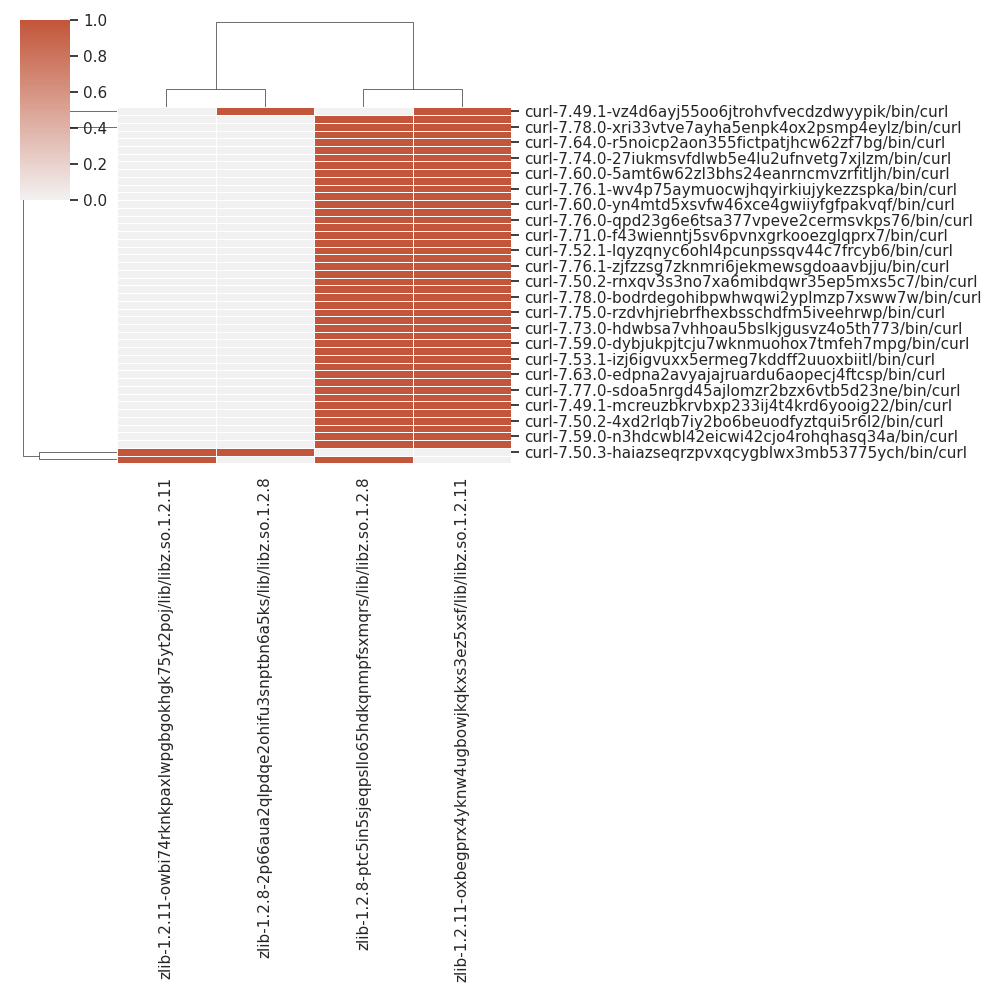 1.0
0.8
0.6
0.4
0.2
0.0
curl-7.49.1-vz4d6ayj55oo6jtrohvfvecdzdwyypik/bin/curl
curl-7.78.0-xri33vtve7ayha5enpk4ox2psmp4eylz/bin/curl
curl-7.64.0-r5noicp2aon355fictpatjhcw62zf7bg/bin/curl
curl-7.74.0-27iukmsvfdlwb5e4lu2ufnvetg7xjlzm/bin/curl
curl-7.60.0-5amt6w62zl3bhs24eanrncmvzrfitljh/bin/curl
curl-7.76.1-wv4p75aymuocwjhqyirkiujykezzspka/bin/curl
curl-7.60.0-yn4mtd5xsvfw46xce4gwiiyfgfpakvqf/bin/curl
curl-7.76.0-qpd23g6e6tsa377vpeve2cermsvkps76/bin/curl
curl-7.71.0-f43wienntj5sv6pvnxgrkooezglqprx7/bin/curl
curl-7.52.1-lqyzqnyc6ohl4pcunpssqv44c7frcyb6/bin/curl
curl-7.76.1-zjfzzsg7zknmri6jekmewsgdoaavbjju/bin/curl
curl-7.50.2-rnxqv3s3no7xa6mibdqwr35ep5mxs5c7/bin/curl
curl-7.78.0-bodrdegohibpwhwqwi2yplmzp7xsww7w/bin/curl
curl-7.75.0-rzdvhjriebrfhexbsschdfm5iveehrwp/bin/curl
curl-7.73.0-hdwbsa7vhhoau5bslkjgusvz4o5th773/bin/curl
curl-7.59.0-dybjukpjtcju7wknmuohox7tmfeh7mpg/bin/curl
curl-7.53.1-izj6igvuxx5ermeg7kddff2uuoxbiitl/bin/curl
curl-7.63.0-edpna2avyajajruardu6aopecj4ftcsp/bin/curl
curl-7.77.0-sdoa5nrgd45ajlomzr2bzx6vtb5d23ne/bin/curl
curl-7.49.1-mcreuzbkrvbxp233ij4t4krd6yooig22/bin/curl
curl-7.50.2-4xd2rlqb7iy2bo6beuodfyztqui5r6l2/bin/curl
curl-7.59.0-n3hdcwbl42eicwi42cjo4rohqhasq34a/bin/curl
curl-7.50.3-haiazseqrzpvxqcygblwx3mb53775ych/bin/curl
zlib-1.2.11-owbi74rknkpaxlwpgbgokhgk75yt2poj/lib/libz.so.1.2.11
zlib-1.2.8-2p66aua2qlpdqe2ohifu3snptbn6a5ks/lib/libz.so.1.2.8
zlib-1.2.8-ptc5in5sjeqpsllo65hdkqnmpfsxmqrs/lib/libz.so.1.2.8
zlib-1.2.11-oxbegprx4yknw4ugbowjkqkxs3ez5xsf/lib/libz.so.1.2.11